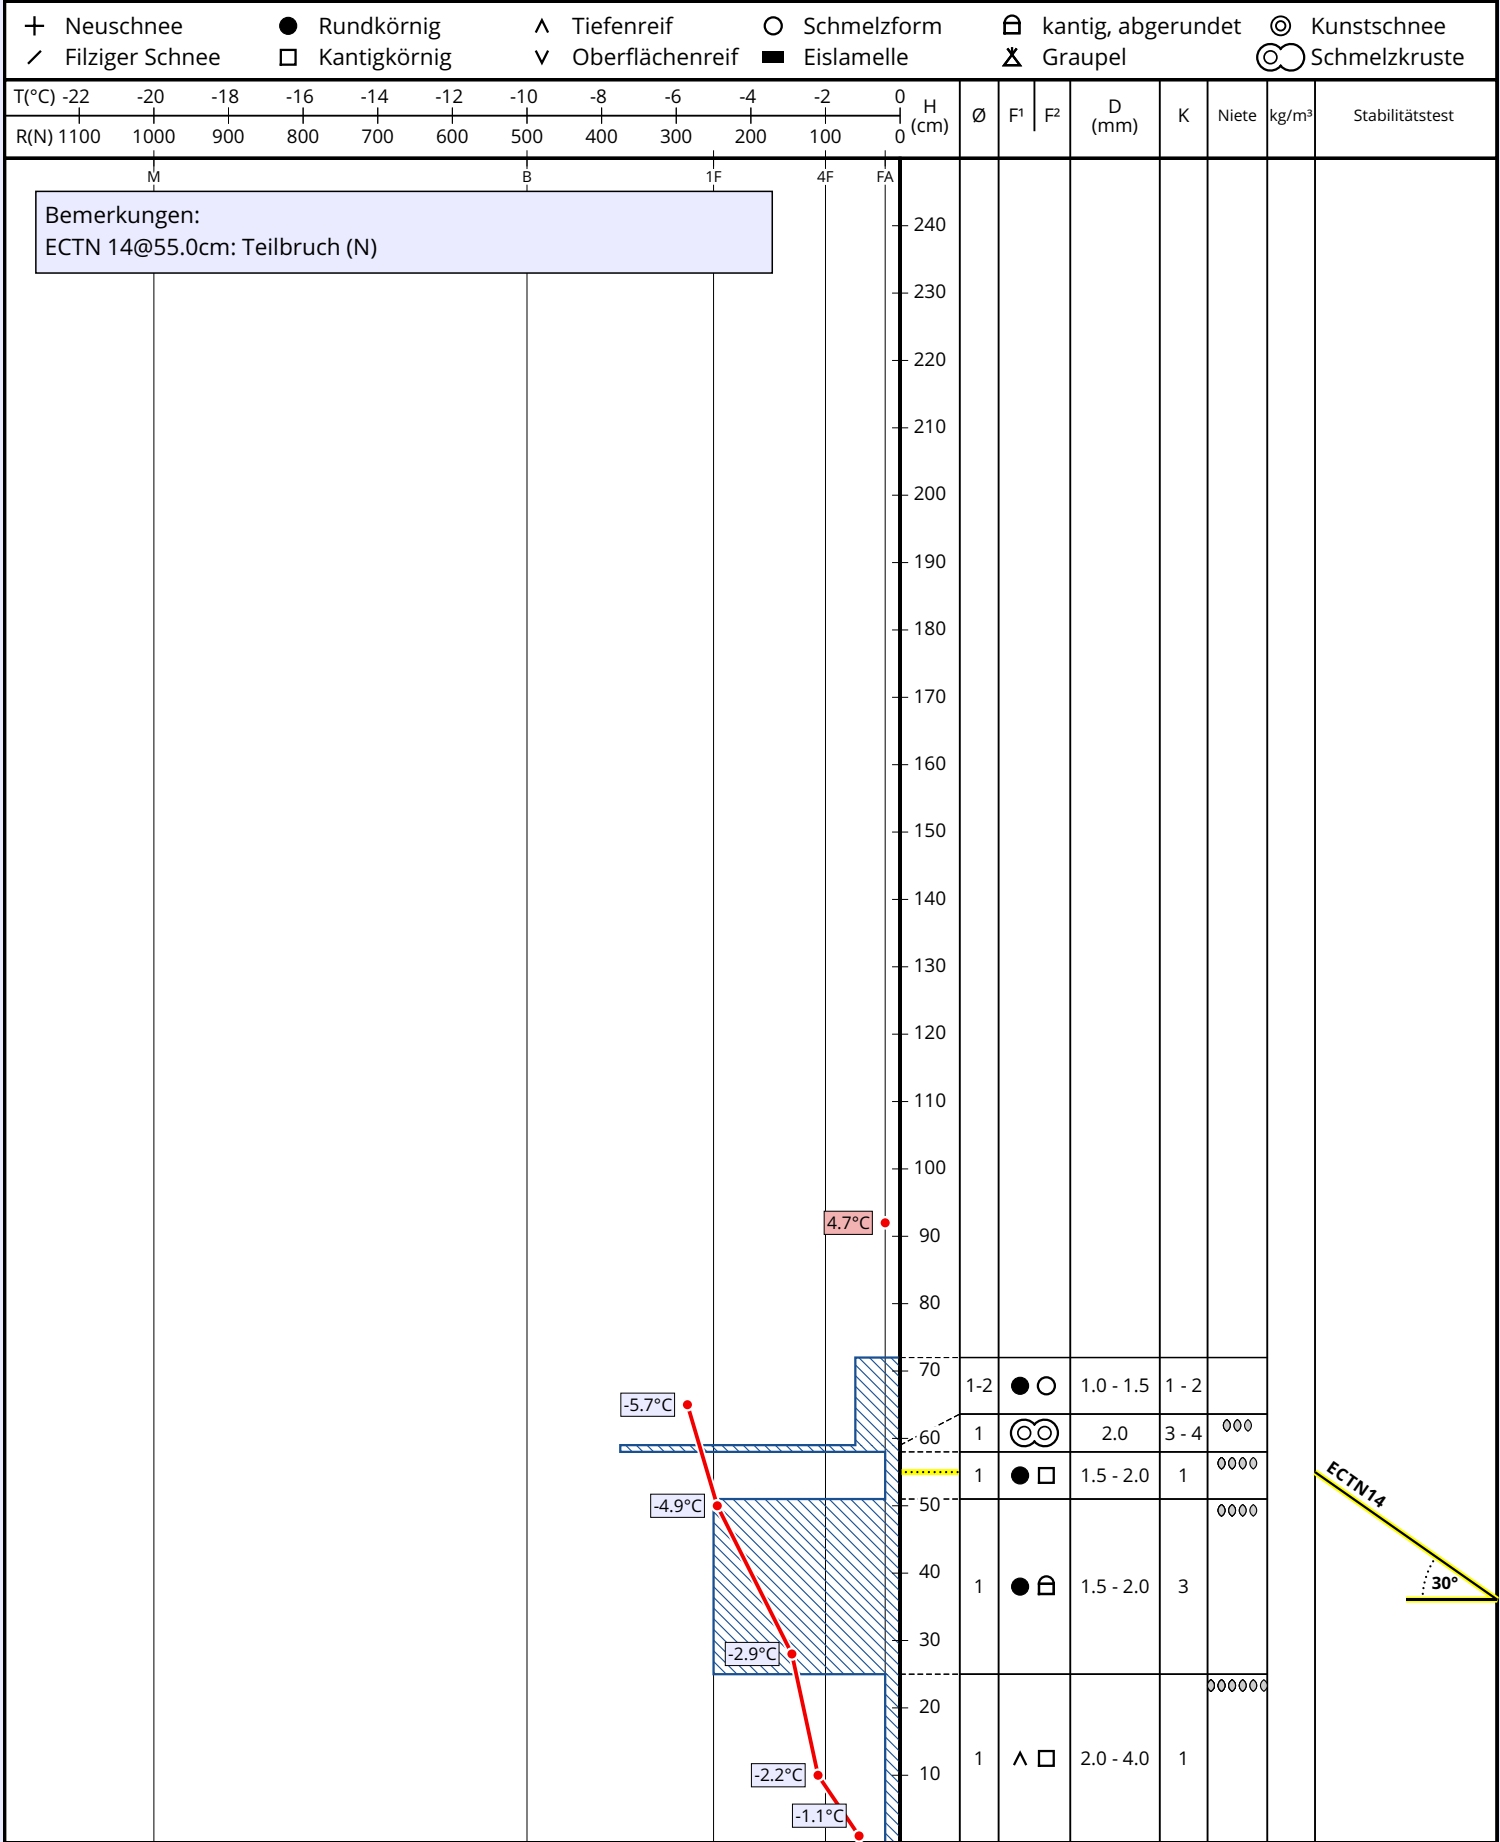 Neuschnee Rundkörnig Tiefenreif Schmelzform kantig, abgerundet Kunstschnee
Filziger Schnee Kantigkörnig Oberflächenreif Eislamelle Graupel Schmelzkruste
T(°C) -22 -20 -18 -16 -14 -12 -10 -8 -6 -4 -2 0
R(N) 1100 1000 900 800 700 600 500 400 300 200 100 0
H (cm) Ø F¹ F² D (mm) K Niete kg/m³ Stabilitätstest
M B 1F 4F FA
Bemerkungen:
ECTN 14@55.0cm: Teilbruch (N)
240
230
220
210
200
190
180
170
160
150
140
130
120
110
100
4.7°C
90
80
70
1-2 1.0 - 1.5 1 - 2
-5.7°C
60 1 2.0 3 - 4
1 1.5 - 2.0 1
ECTN14
-4.9°C 50
40
1 1.5 - 2.0 3
30°
30
-2.9°C
20
1 2.0 - 4.0 1
-2.2°C 10
-1.1°C